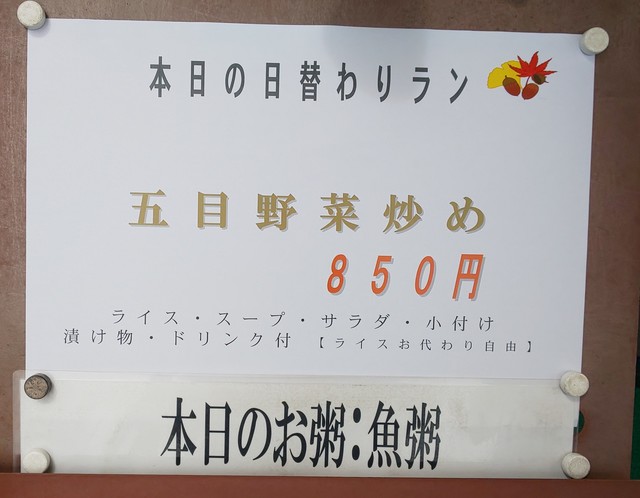 本日の日替わりラン
五目野菜炒め
850円
ライス・スープ・サラダ・小付け
漬け物・ドリンク付 【ライスお代わり自由】
本日のお粥:魚粥